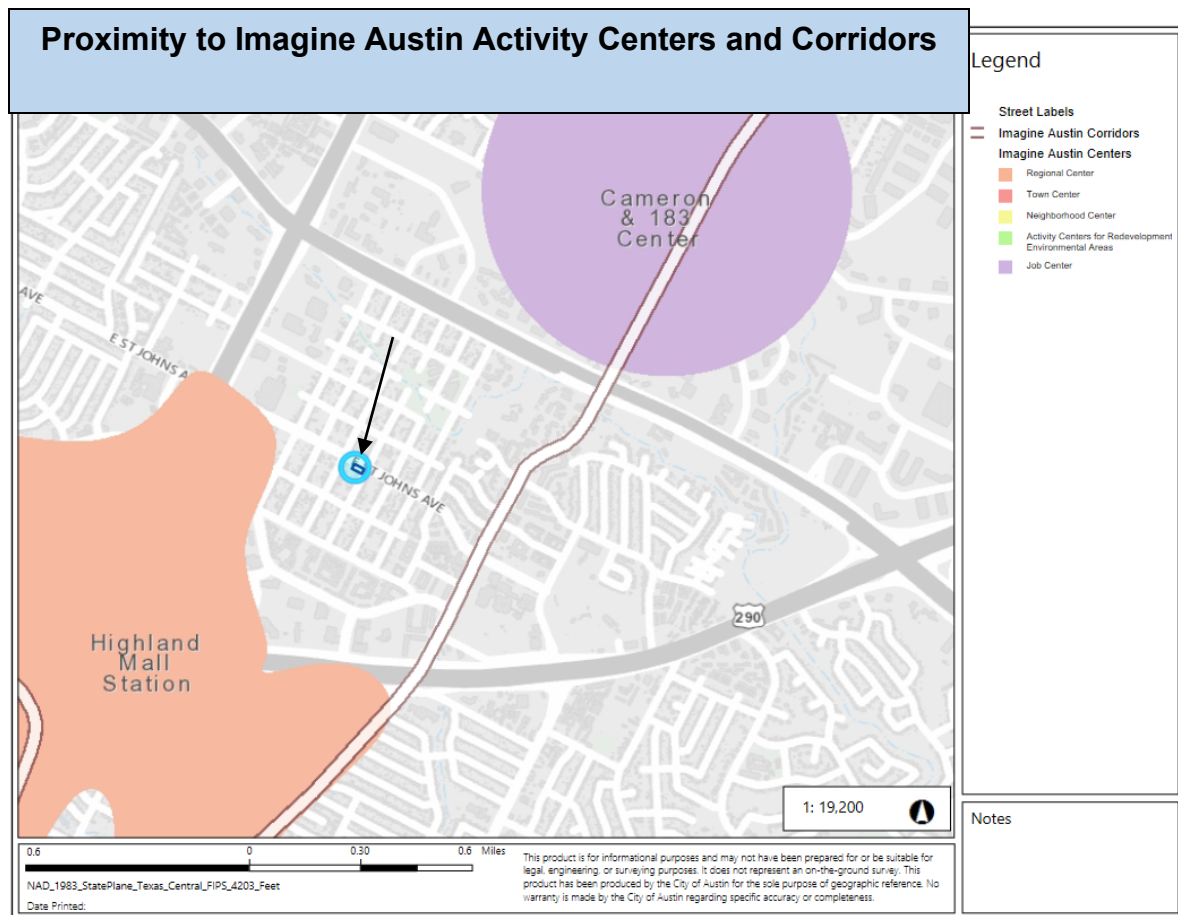 Proximity to Imagine Austin Activity Centers and Corridors
Legend
Street Labels
Imagine Austin Corridors
Imagine Austin Centers
Regional Center
Town Center
Neighborhood Center
Activity Centers for Redevelopment
Environmental Areas
Job Center
Cameron
& 183
Center
AVE
E ST JOHNS A
ST JOHNS AVE
290
Highland
Mall
Station
1: 19,200
Notes
0.6 0 0.30 0.6 Miles
NAD_1983_StatePlane_Texas_Central_FIPS_4203_Feet
Date Printed:
This product is for informational purposes and may not have been prepared for or be suitable for
legal, engineering, or surveying purposes. It does not represent an on-the-ground survey. This
product has been produced by the City of Austin for the sole purpose of geographic reference. No
warranty is made by the City of Austin regarding specific accuracy or completeness.